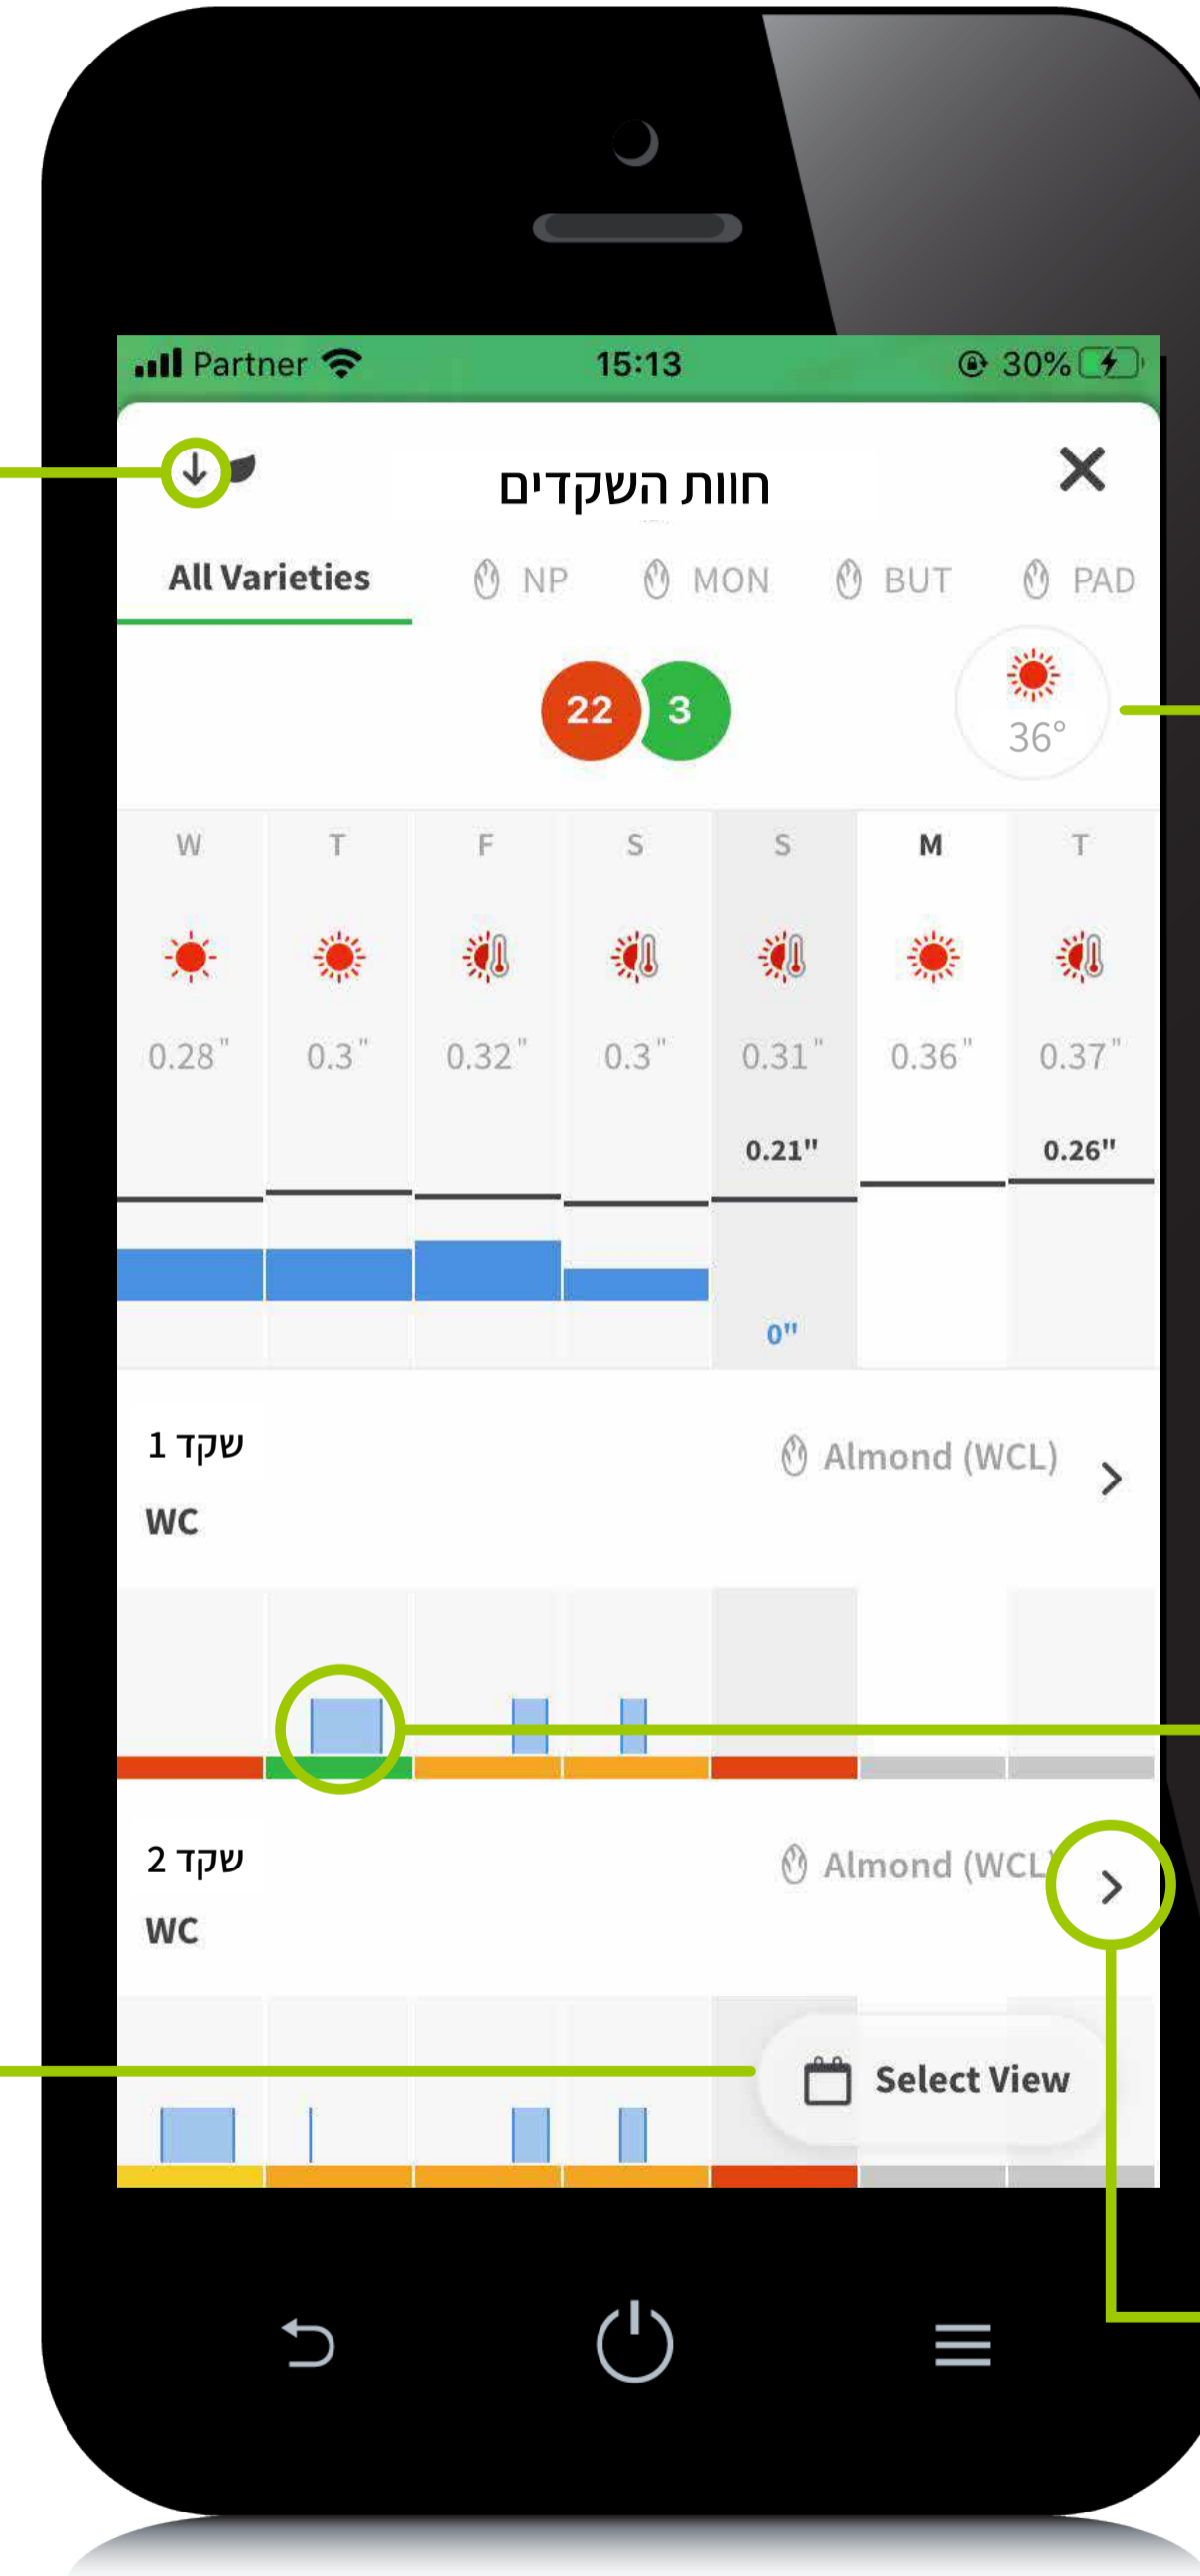 Partner 15:13 30%
חוות השקדים
All Varieties NP MON BUT PAD
22 3
36°
W T F S S M T
0.28" 0.3" 0.32" 0.3" 0.31" 0.36" 0.37"
0.21" 0.26"
0"
שקד 1 Almond (WCL)
WC
שקד 2 Almond (WCL)
WC
Select View